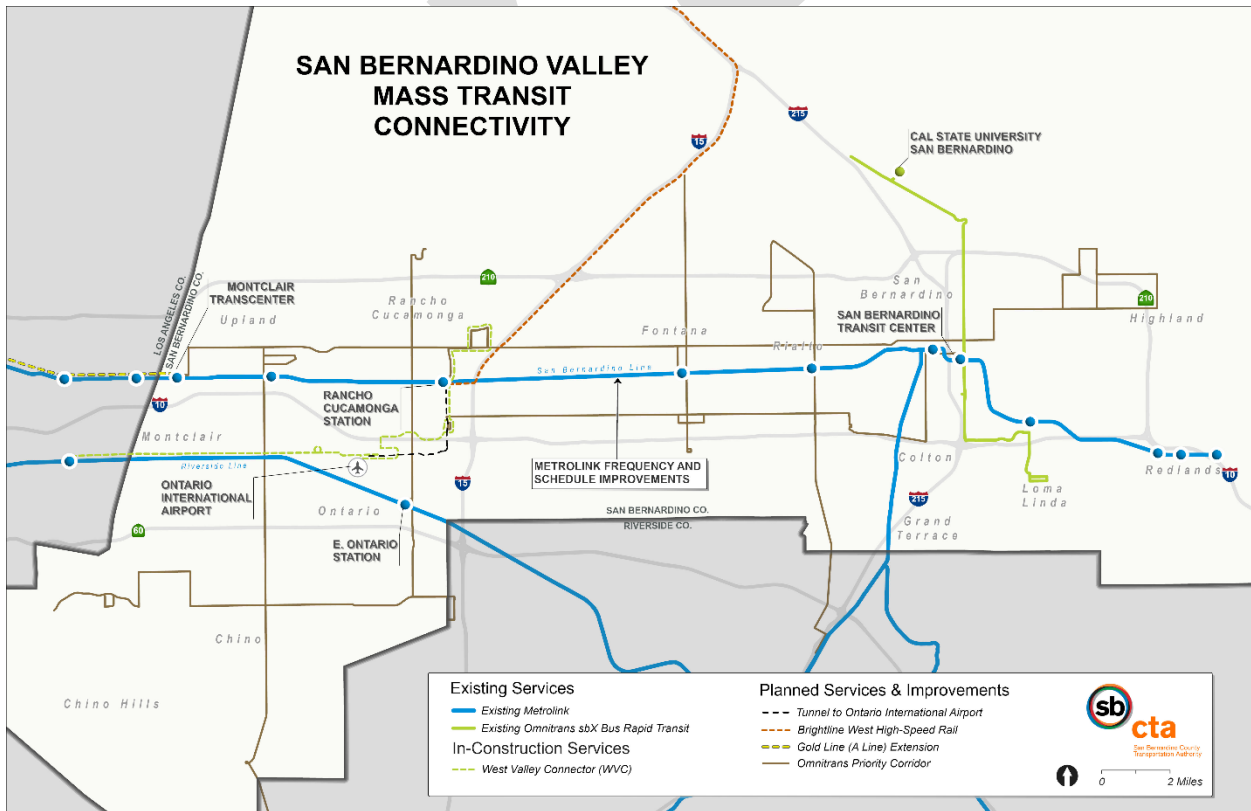 SAN BERNARDINO VALLEY
MASS TRANSIT
CONNECTIVITY
215
15
CAL STATE UNIVERSITY
SAN BERNARDINO
LOS ANGELES CO.
SAN BERNARDINO CO.
MONTCLAIR
TRANSCENTER
Upland
Rancho
Cucamonga
210
San
Bernardino
SAN BERNARDINO
TRANSIT CENTER
210
Highland
Fontana
Rialto
San Bernardino Line
10
RANCHO
CUCAMONGA
STATION
Montclair
Riverside Line
METROLINK FREQUENCY AND
SCHEDULE IMPROVEMENTS
Colton
Redlands
10
ONTARIO
INTERNATIONAL
AIRPORT
15
215
Loma
Linda
Ontario
SAN BERNARDINO CO.
RIVERSIDE CO.
Grand
Terrace
60
E. ONTARIO
STATION
Chino
Chino Hills
Existing Services
Existing Metrolink
Existing Omnitrans sbX Bus Rapid Transit
In-Construction Services
West Valley Connector (WVC)
Planned Services & Improvements
Tunnel to Ontario International Airport
Brightline West High-Speed Rail
Gold Line (A Line) Extension
Omnitrans Priority Corridor
sb
cta
San Bernardino County
Transportation Authority
0 2 Miles